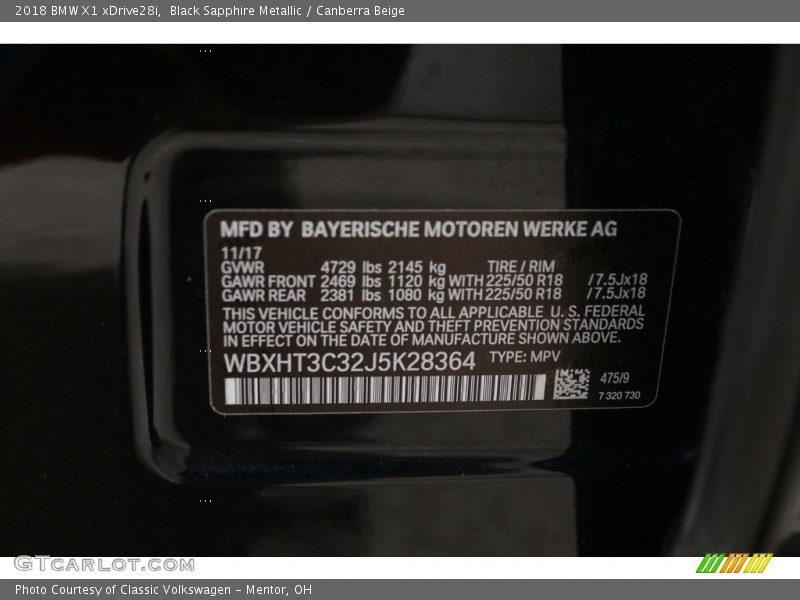 2018 BMW X1 xDrive28i,  Black Sapphire Metallic / Canberra Beige
MFD BY BAYERISCHE MOTOREN WERKE AG
11/17
GVWR 4729 lbs 2145 kg TIRE / RIM
GAWR FRONT 2469 lbs 1120 kg WITH 225/50 R18 /7.5Jx18
GAWR REAR 2381 lbs 1080 kg WITH 225/50 R18 /7.5Jx18
THIS VEHICLE CONFORMS TO ALL APPLICABLE U.S. FEDERAL
MOTOR VEHICLE SAFETY AND THEFT PREVENTION STANDARDS
IN EFFECT ON THE DATE OF MANUFACTURE SHOWN ABOVE.
WBXHT3C32J5K28364 TYPE: MPV
475/9
7 320 730
GTCARLOT.COM
Photo Courtesy of Classic Volkswagen - Mentor, OH